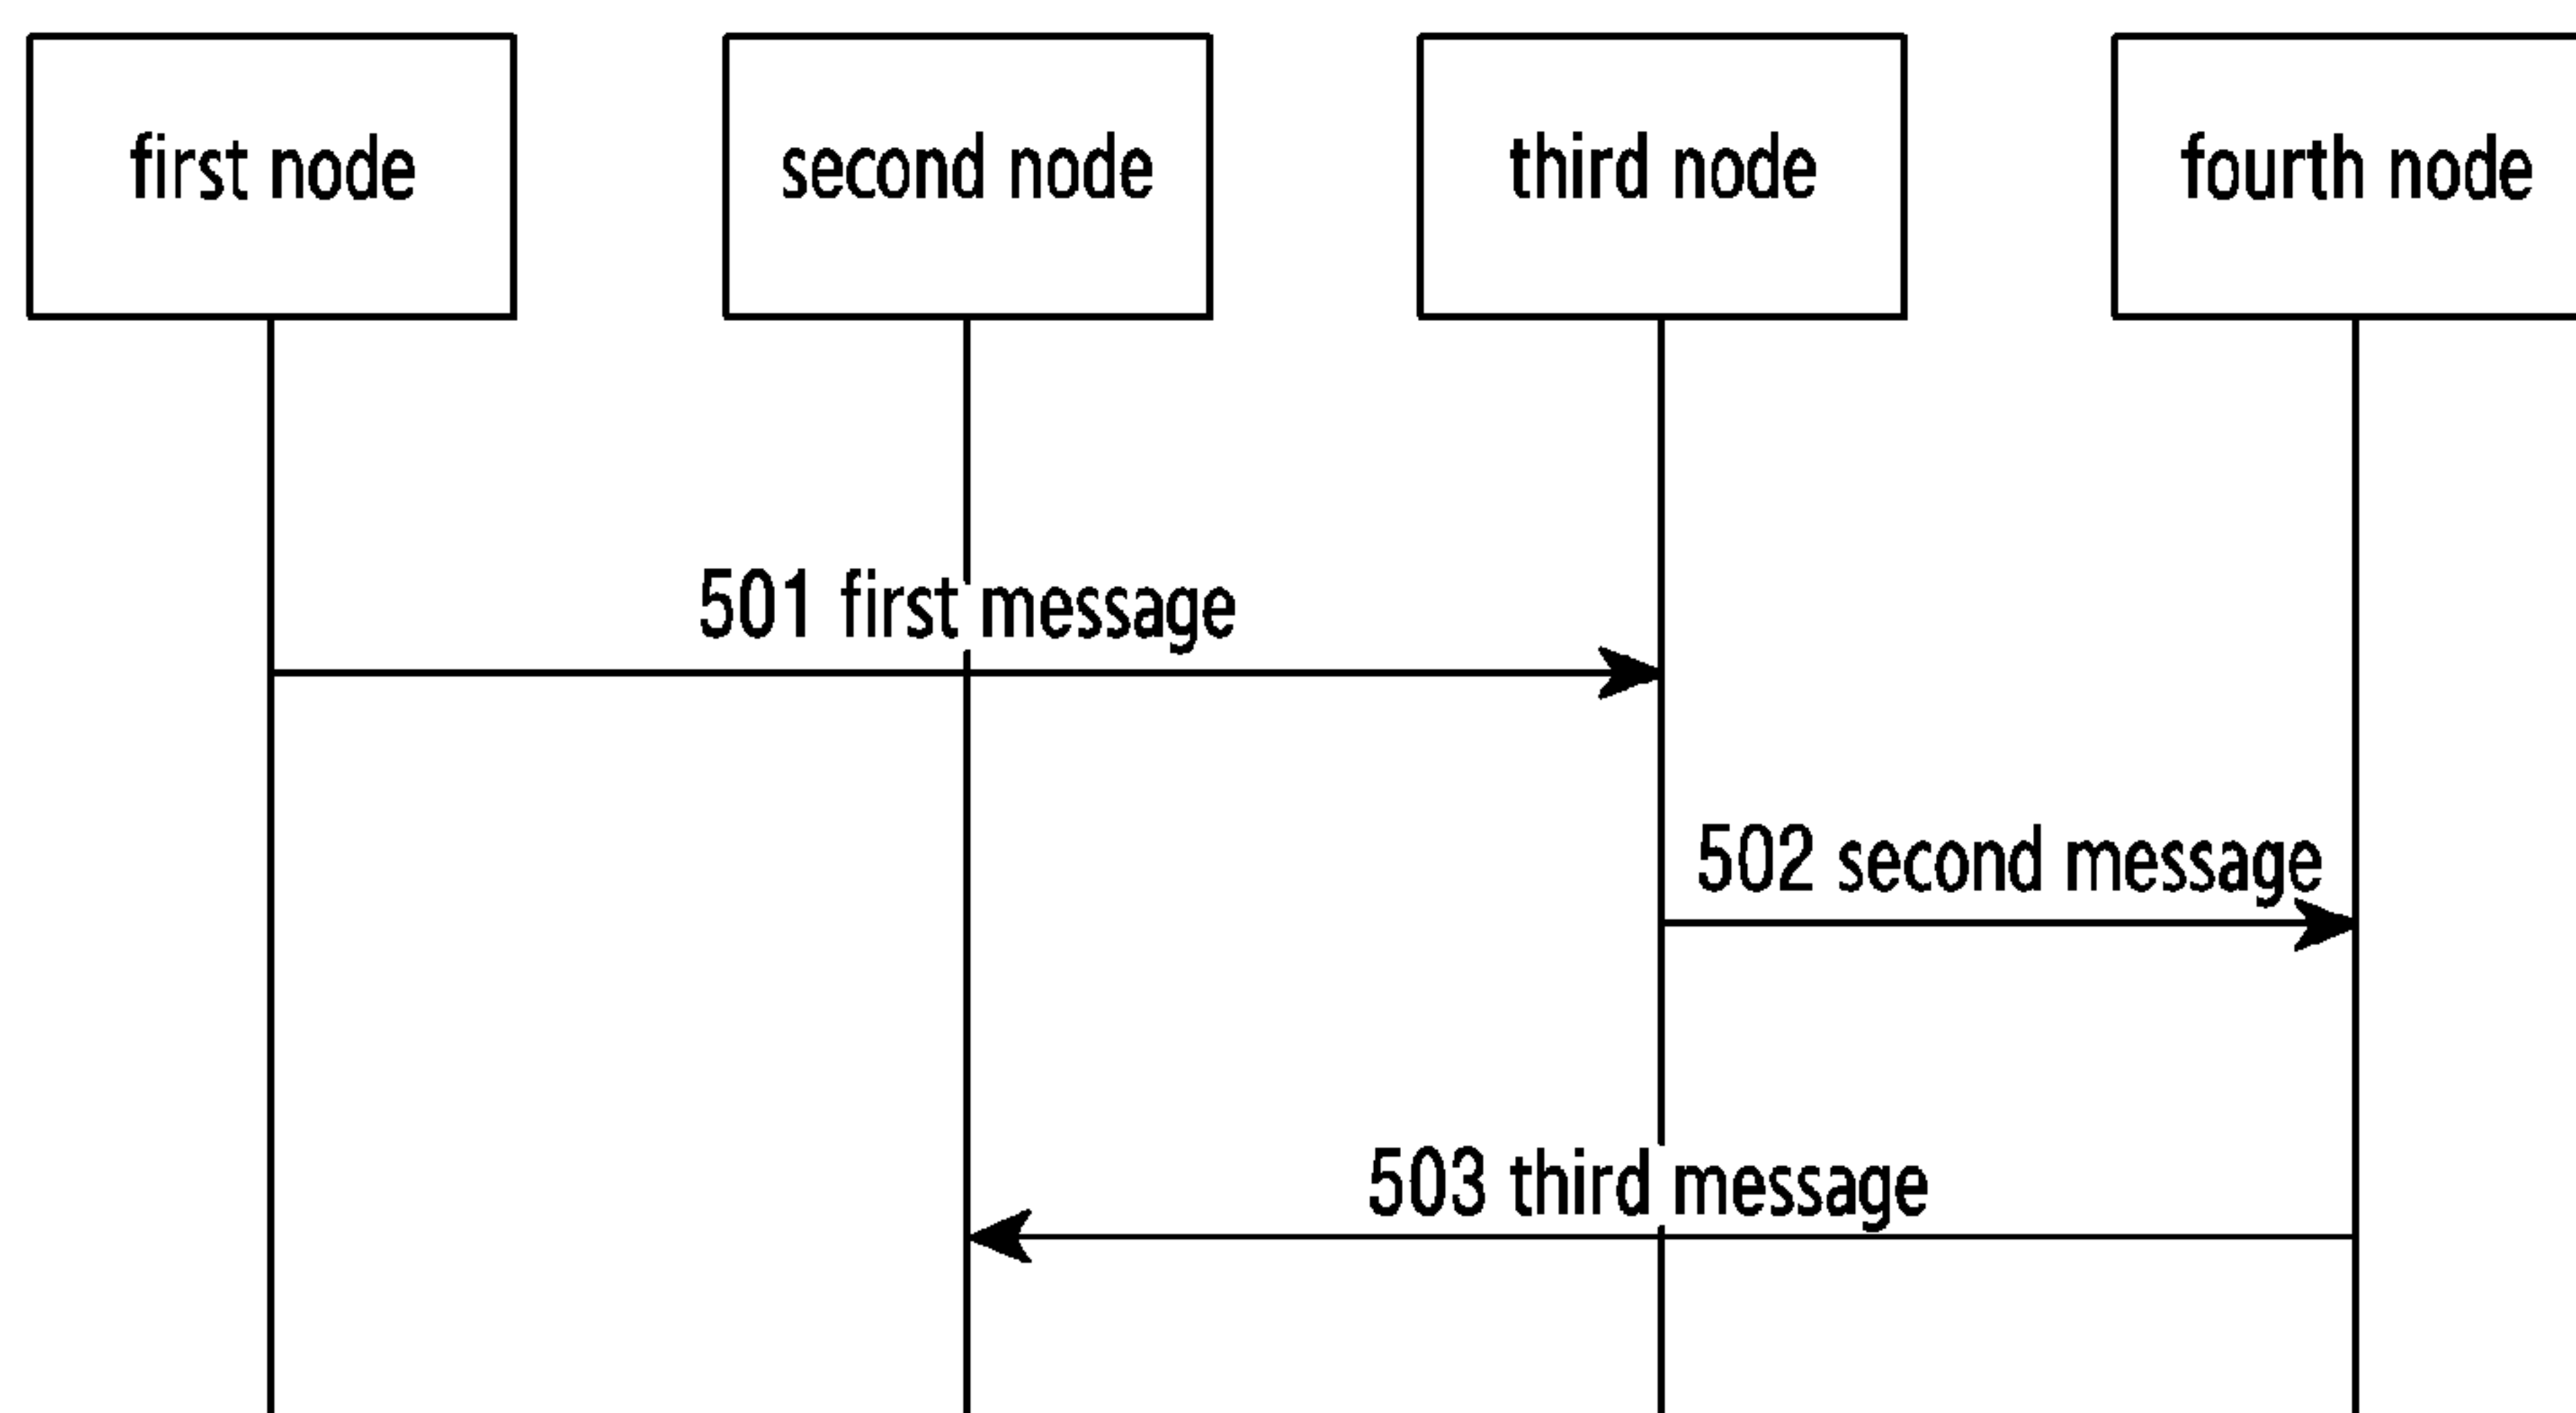 first node
second node
third node
fourth node
501 first message
502 second message
503 third message